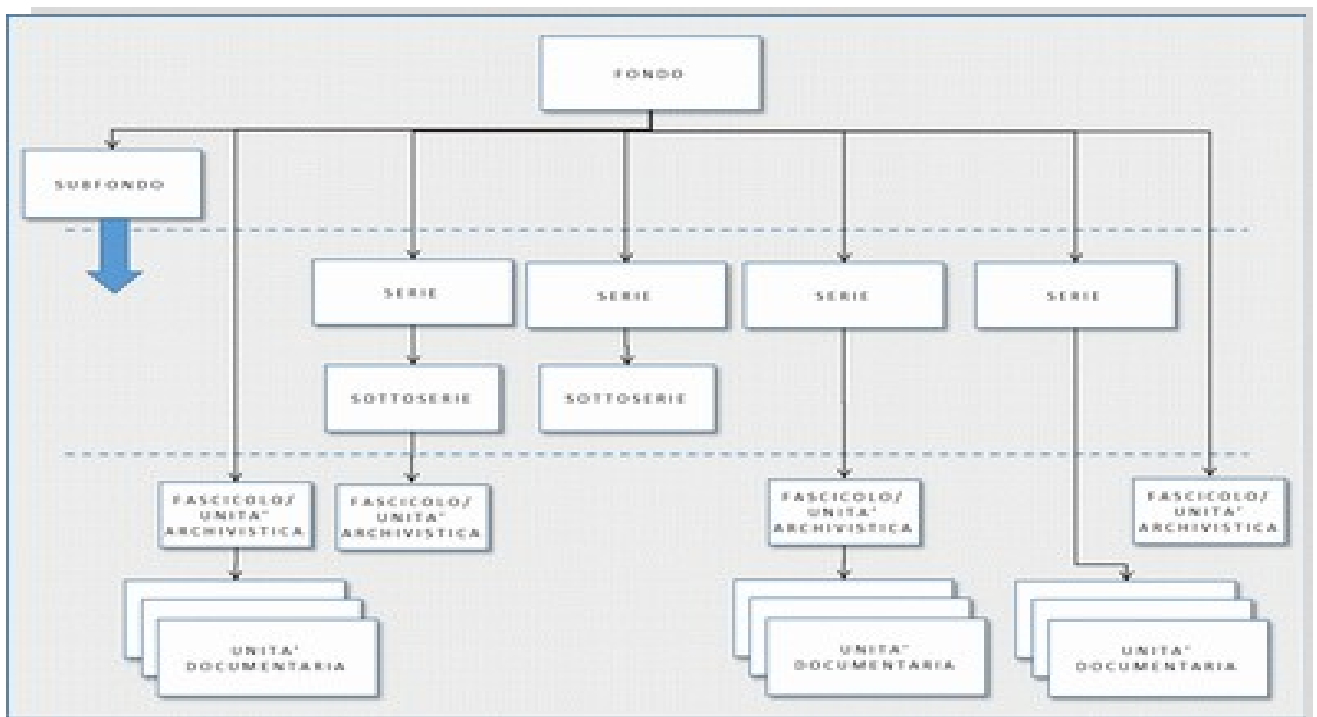 FONDO
SUBFONDO
SERIE
SERIE
SERIE
SERIE
SOTTOSERIE
SOTTOSERIE
FASCICOLO/
UNITA'
ARCHIVISTICA
FASCICOLO/
UNITA'
ARCHIVISTICA
FASCICOLO/
UNITA'
ARCHIVISTICA
FASCICOLO/
UNITA'
ARCHIVISTICA
UNITA'
DOCUMENTARIA
UNITA'
DOCUMENTARIA
UNITA'
DOCUMENTARIA